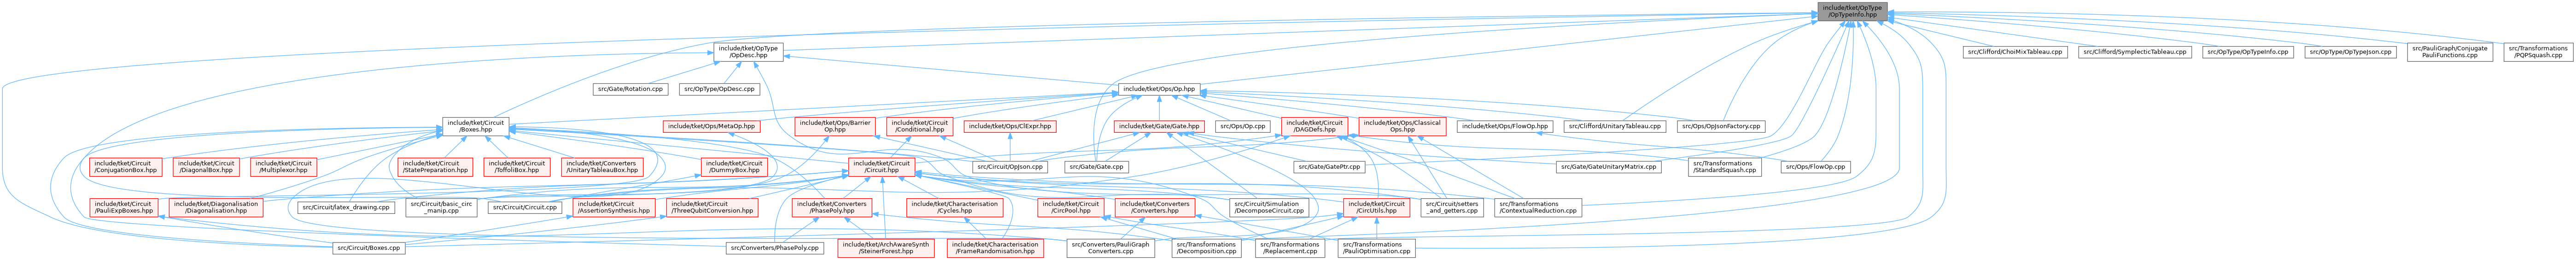 include/tket/OpType
/OpTypeInfo.hpp
include/tket/OpType
/OpDesc.hpp
src/Clifford/ChoiMixTableau.cpp
src/Clifford/SymplecticTableau.cpp
src/OpType/OpTypeInfo.cpp
src/OpType/OpTypeJson.cpp
src/PauliGraph/Conjugate
PauliFunctions.cpp
src/Transformations
/PQPSquash.cpp
src/Gate/Rotation.cpp
src/OpType/OpDesc.cpp
include/tket/Ops/Op.hpp
include/tket/Circuit
/Boxes.hpp
include/tket/Ops/MetaOp.hpp
include/tket/Ops/Barrier
Op.hpp
include/tket/Circuit
/Conditional.hpp
include/tket/Ops/ClExpr.hpp
include/tket/Gate/Gate.hpp
src/Ops/Op.cpp
include/tket/Circuit
/DAGDefs.hpp
include/tket/Ops/Classical
Ops.hpp
include/tket/Ops/FlowOp.hpp
src/Clifford/UnitaryTableau.cpp
src/Ops/OpJsonFactory.cpp
include/tket/Circuit
/ConjugationBox.hpp
include/tket/Circuit
/DiagonalBox.hpp
include/tket/Circuit
/Multiplexor.hpp
include/tket/Circuit
/StatePreparation.hpp
include/tket/Circuit
/ToffoliBox.hpp
include/tket/Converters
/UnitaryTableauBox.hpp
include/tket/Circuit
/DummyBox.hpp
include/tket/Circuit
/Circuit.hpp
src/Circuit/OpJson.cpp
src/Gate/Gate.cpp
src/Gate/GatePtr.cpp
src/Gate/GateUnitaryMatrix.cpp
src/Transformations
/StandardSquash.cpp
src/Ops/FlowOp.cpp
include/tket/Circuit
/PauliExpBoxes.hpp
include/tket/Diagonalisation
/Diagonalisation.hpp
src/Circuit/latex_drawing.cpp
src/Circuit/basic_circ
_manip.cpp
src/Circuit/Circuit.cpp
include/tket/Circuit
/AssertionSynthesis.hpp
include/tket/Circuit
/ThreeQubitConversion.hpp
include/tket/Converters
/PhasePoly.hpp
include/tket/Characterisation
/Cycles.hpp
include/tket/Circuit
/CircPool.hpp
include/tket/Converters
/Converters.hpp
src/Circuit/Simulation
/DecomposeCircuit.cpp
include/tket/Circuit
/CircUtils.hpp
src/Circuit/setters
_and_getters.cpp
src/Transformations
/ContextualReduction.cpp
src/Circuit/Boxes.cpp
src/Converters/PhasePoly.cpp
include/tket/ArchAwareSynth
/SteinerForest.hpp
include/tket/Characterisation
/FrameRandomisation.hpp
src/Converters/PauliGraph
Converters.cpp
src/Transformations
/Decomposition.cpp
src/Transformations
/Replacement.cpp
src/Transformations
/PauliOptimisation.cpp